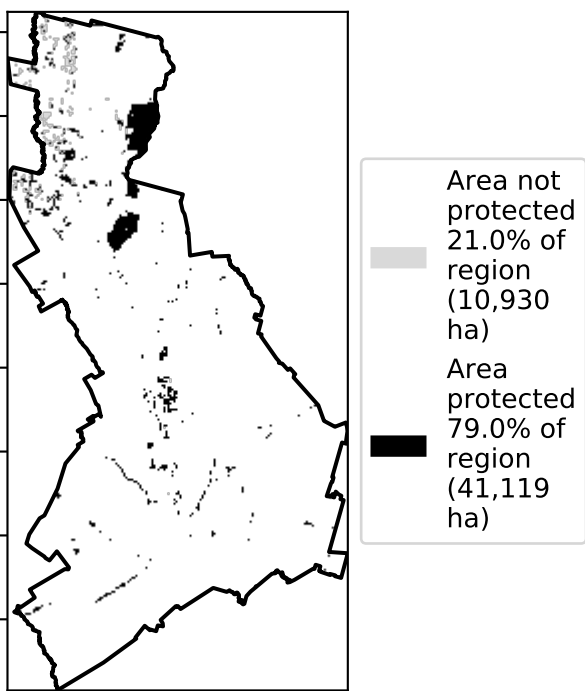 Area not
protected
21.0% of
region
(10,930
ha)
Area
protected
79.0% of
region
(41,119
ha)